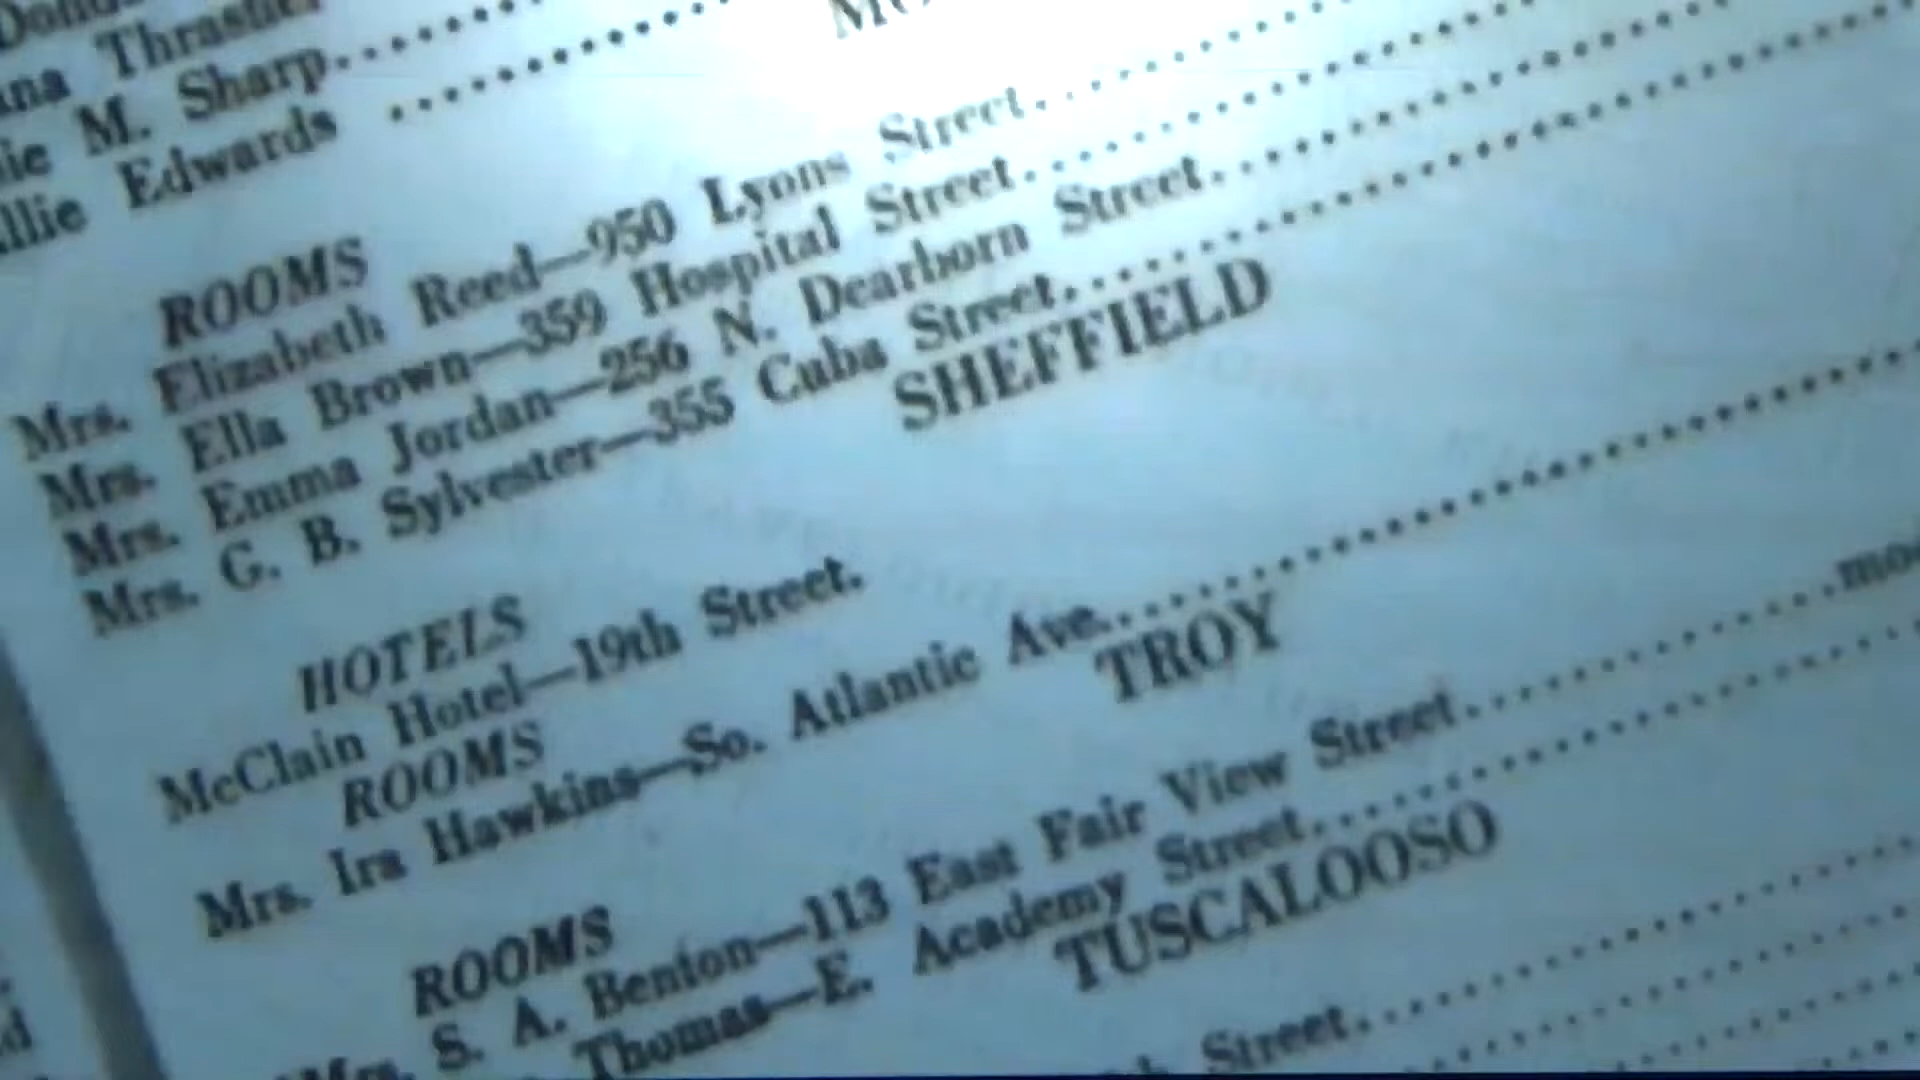 Thrasher
M. Sharp
Edwards
ROOMS
Mrs. Elizabeth Reed—950 Lyons Street
Mrs. Ella Brown—359 Hospital Street
Mrs. Emma Jordan—256 N. Dearborn Street
Mrs. G. B. Sylvester—355 Cuba Street
SHEFFIELD
HOTELS
McClain Hotel—19th Street.
ROOMS
Mrs. Ira Hawkins—So. Atlantic Ave.
TROY
ROOMS
Mrs. S. A. Benton—113 East Fair View Street
Thomas—E. Academy Street
TUSCALOOSO
Street